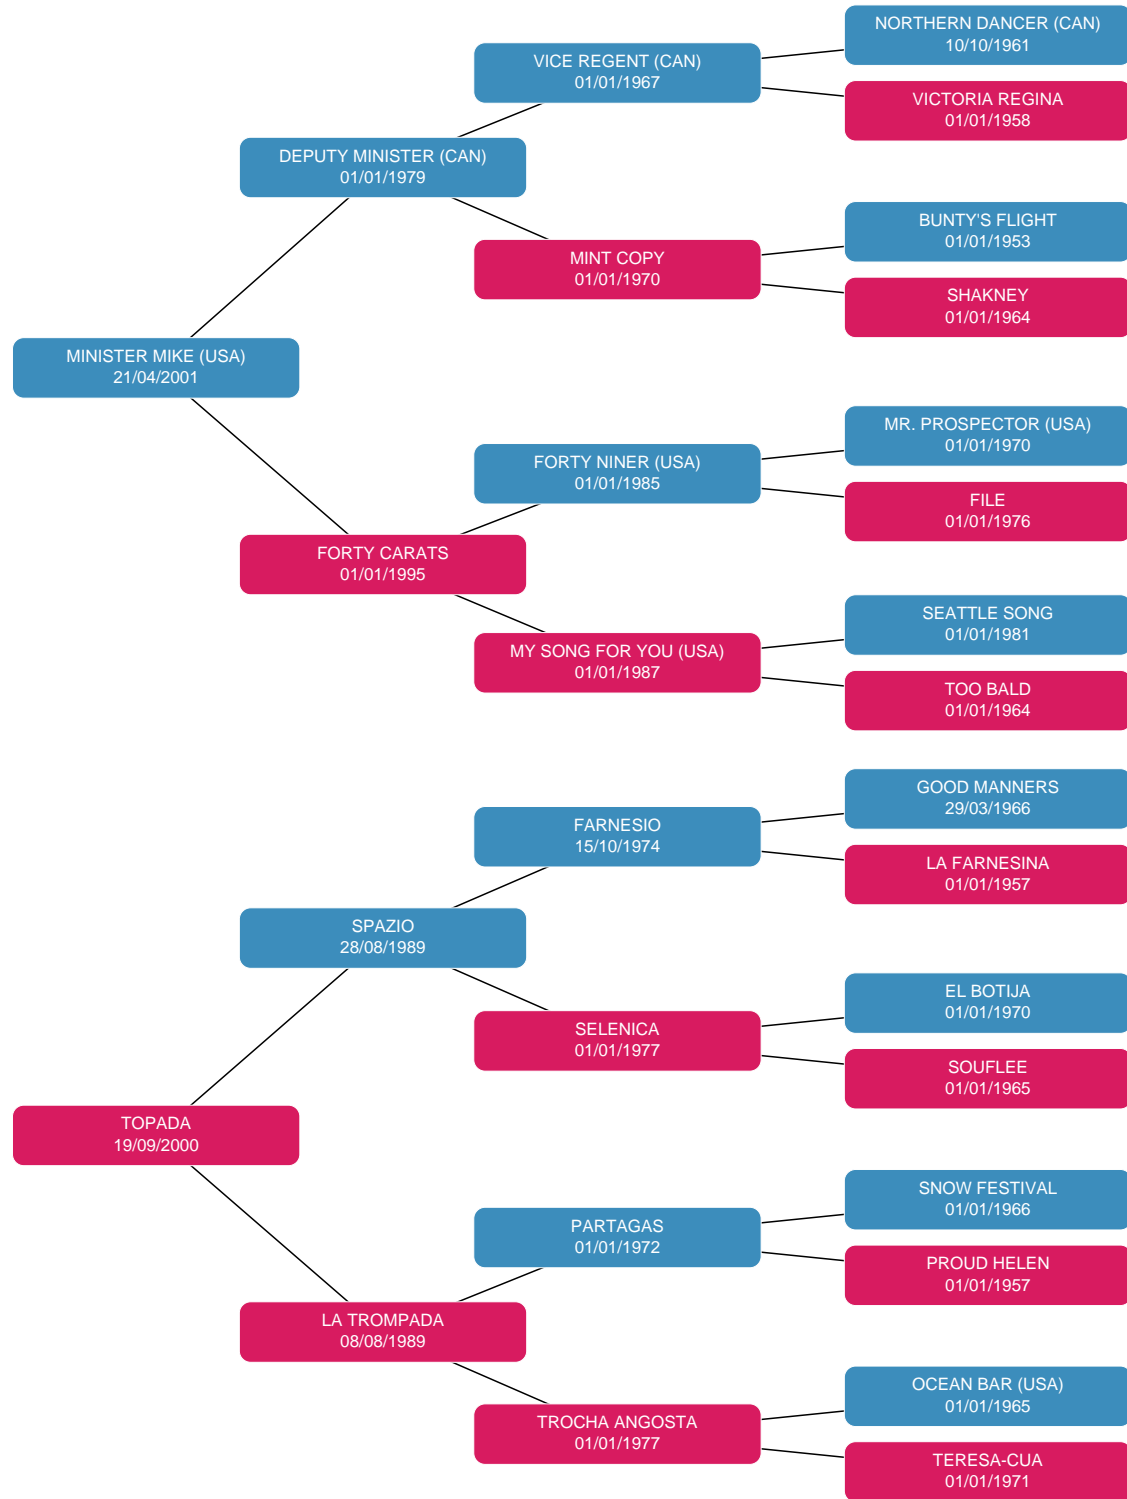 NORTHERN DANCER (CAN)
10/10/1961
VICE REGENT (CAN)
01/01/1967
VICTORIA REGINA
01/01/1958
DEPUTY MINISTER (CAN)
01/01/1979
BUNTY'S FLIGHT
01/01/1953
MINT COPY
01/01/1970
SHAKNEY
01/01/1964
MINISTER MIKE (USA)
21/04/2001
MR. PROSPECTOR (USA)
01/01/1970
FORTY NINER (USA)
01/01/1985
FILE
01/01/1976
FORTY CARATS
01/01/1995
SEATTLE SONG
01/01/1981
MY SONG FOR YOU (USA)
01/01/1987
TOO BALD
01/01/1964
GOOD MANNERS
29/03/1966
FARNESIO
15/10/1974
LA FARNESINA
01/01/1957
SPAZIO
28/08/1989
EL BOTIJA
01/01/1970
SELENICA
01/01/1977
SOUFLEE
01/01/1965
TOPADA
19/09/2000
SNOW FESTIVAL
01/01/1966
PARTAGAS
01/01/1972
PROUD HELEN
01/01/1957
LA TROMPADA
08/08/1989
OCEAN BAR (USA)
01/01/1965
TROCHA ANGOSTA
01/01/1977
TERESA-CUA
01/01/1971